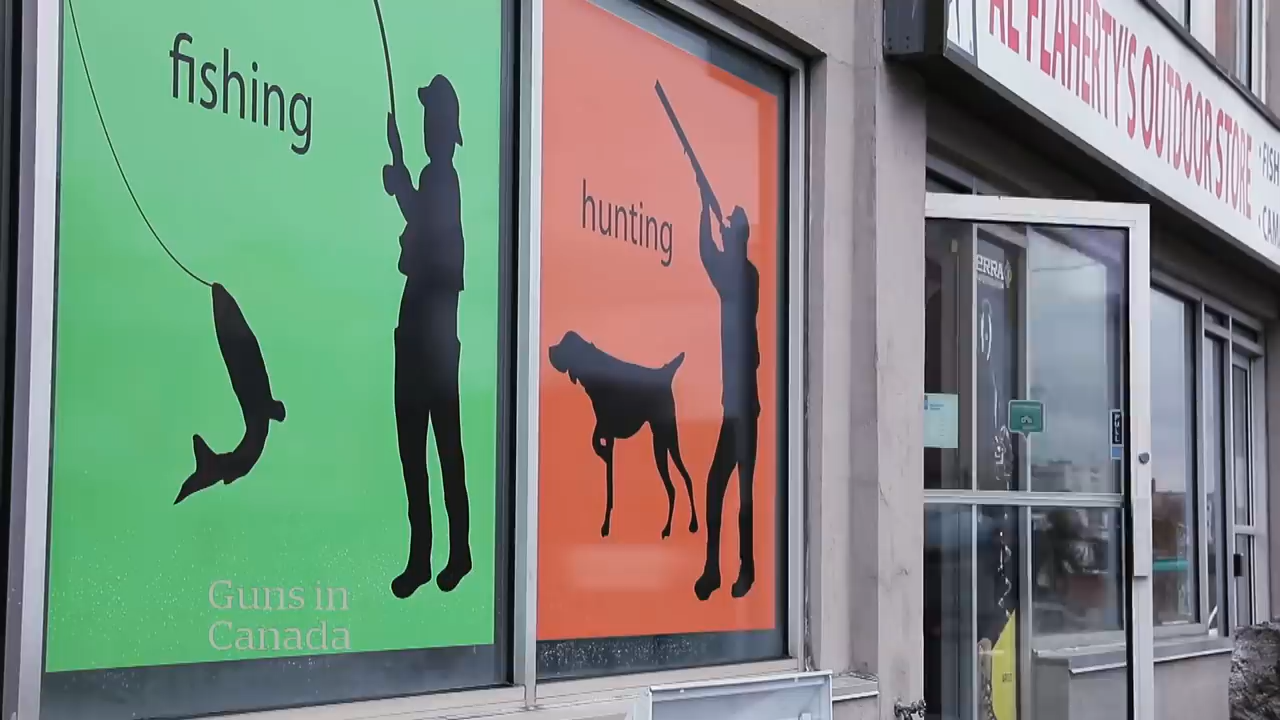 fishing
hunting
AL FLAHERTY'S OUTDOOR STORE
Guns in
Canada